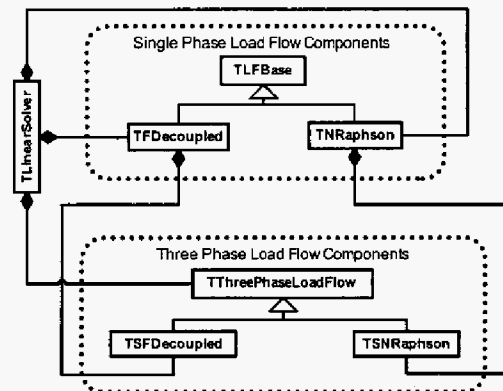 Single Phase Load Flow Components
TLFBase
TLinearSolver
TFDecoupled
TNRaphson
Three Phase Load Flow Components
TThreePhaseLoadFlow
TSFDecoupled
TSNRaphson